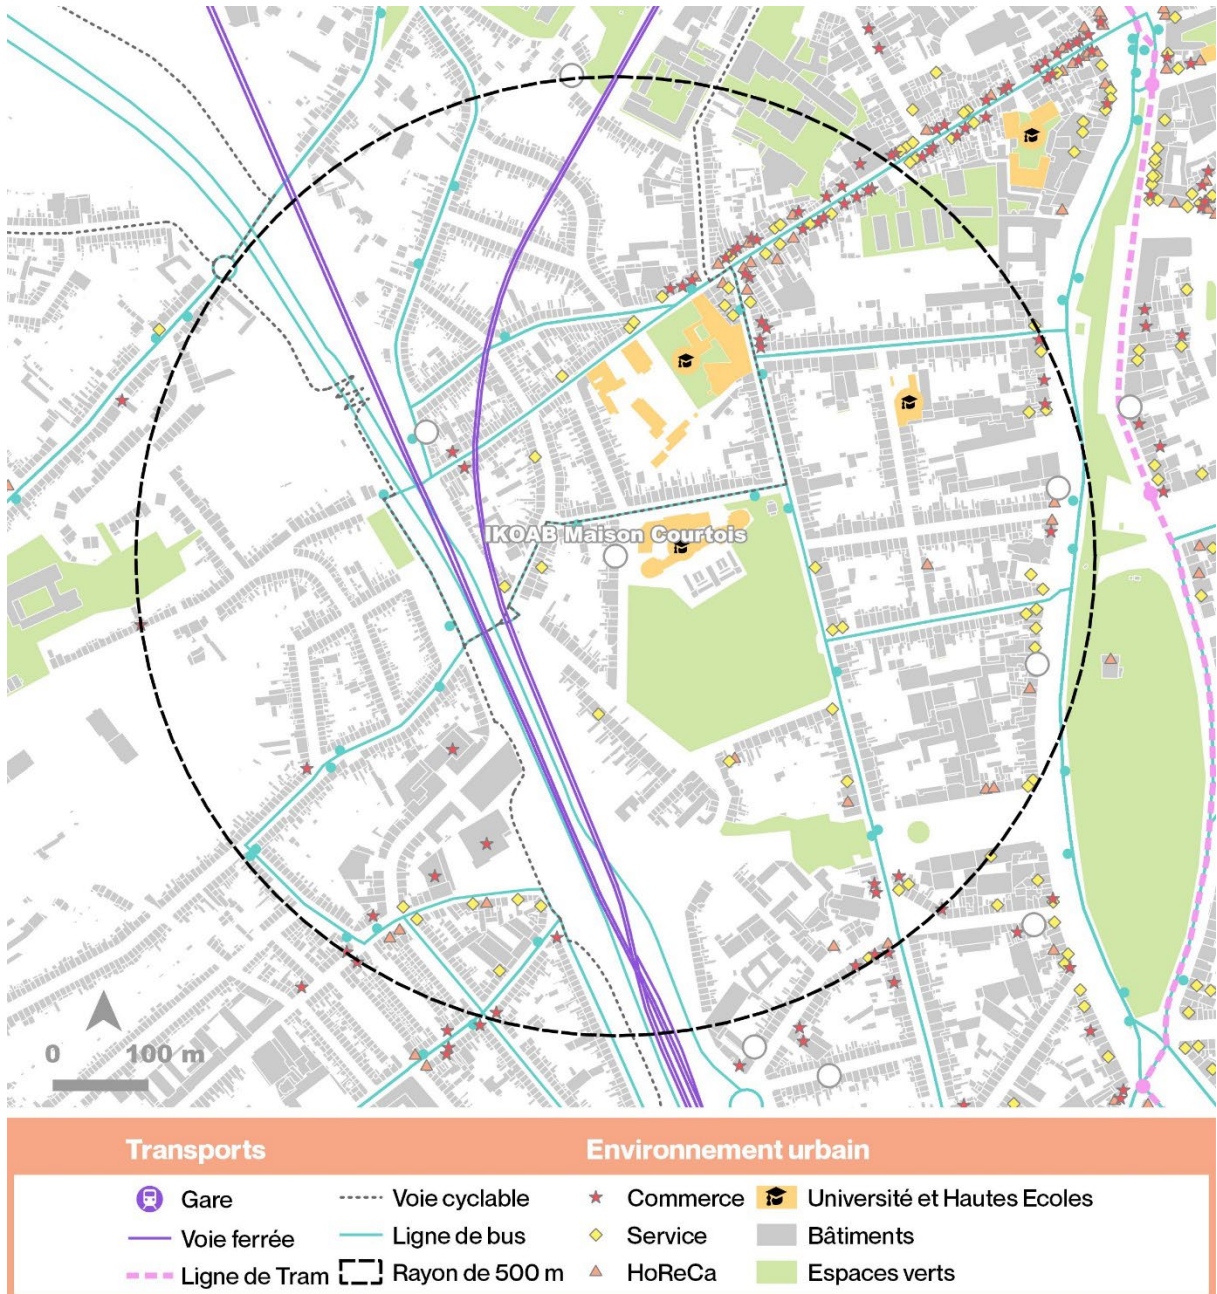 IKOAB Maison Courtois
0 100 m
Transports
Environnement urbain
Gare
Voie cyclable
Commerce
Université et Hautes Ecoles
Voie ferrée
Ligne de bus
Service
Bâtiments
Ligne de Tram
Rayon de 500 m
HoReCa
Espaces verts